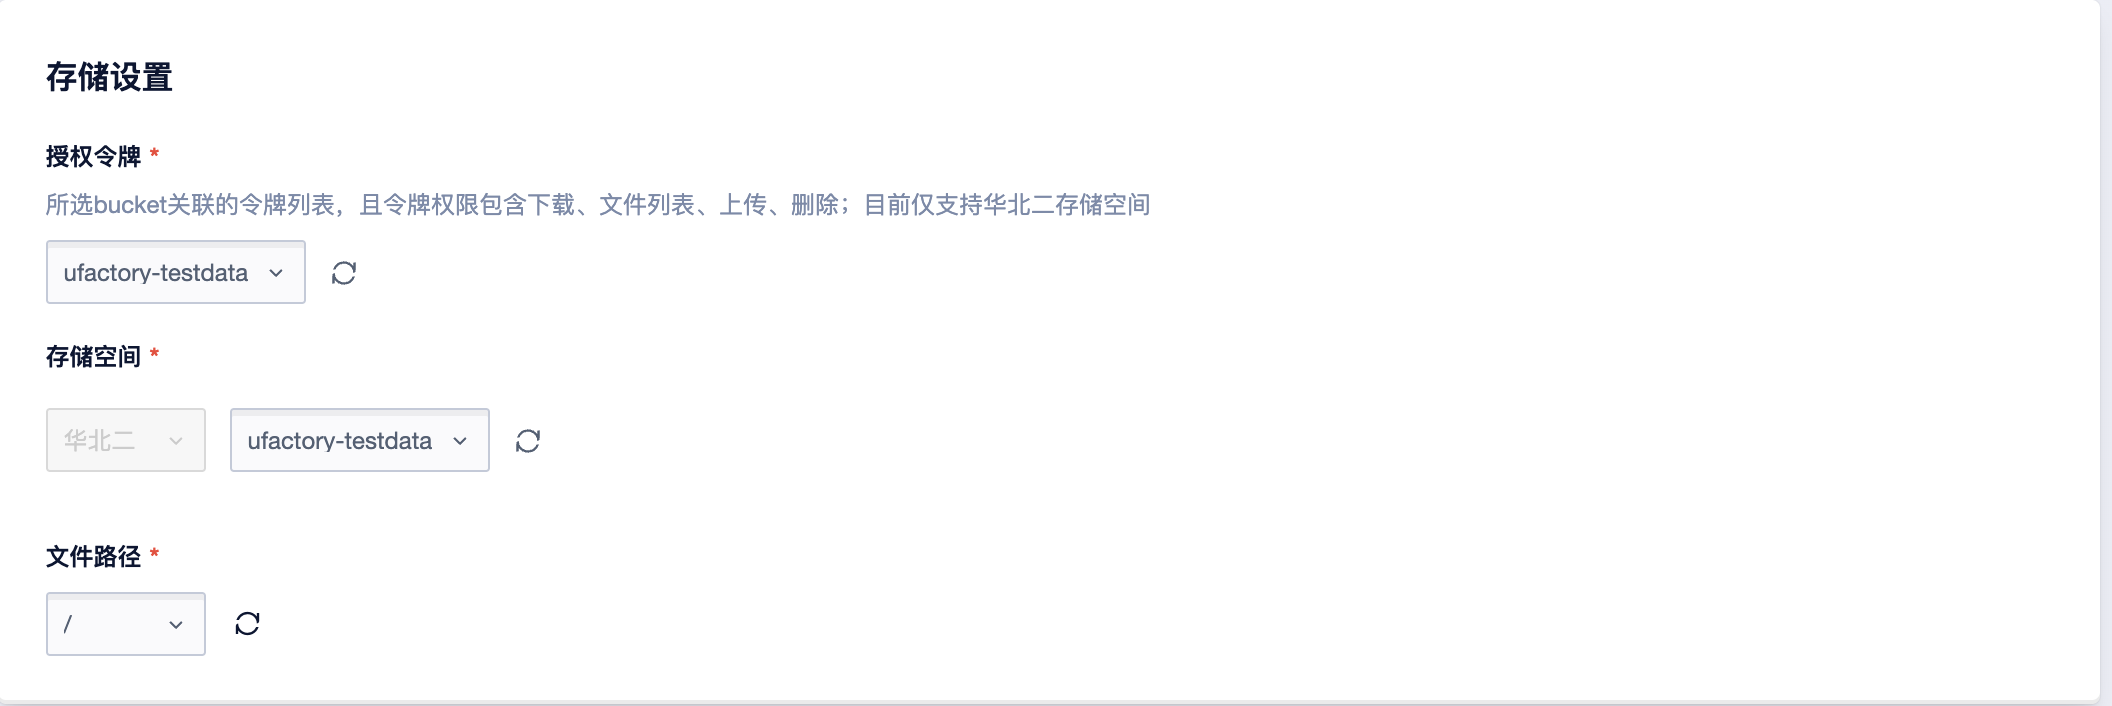 存储设置
授权令牌 *
所选bucket关联的令牌列表，且令牌权限包含下载、文件列表、上传、删除；目前仅支持华北二存储空间
ufactory-testdata
存储空间 *
华北二 ufactory-testdata
文件路径 *
/